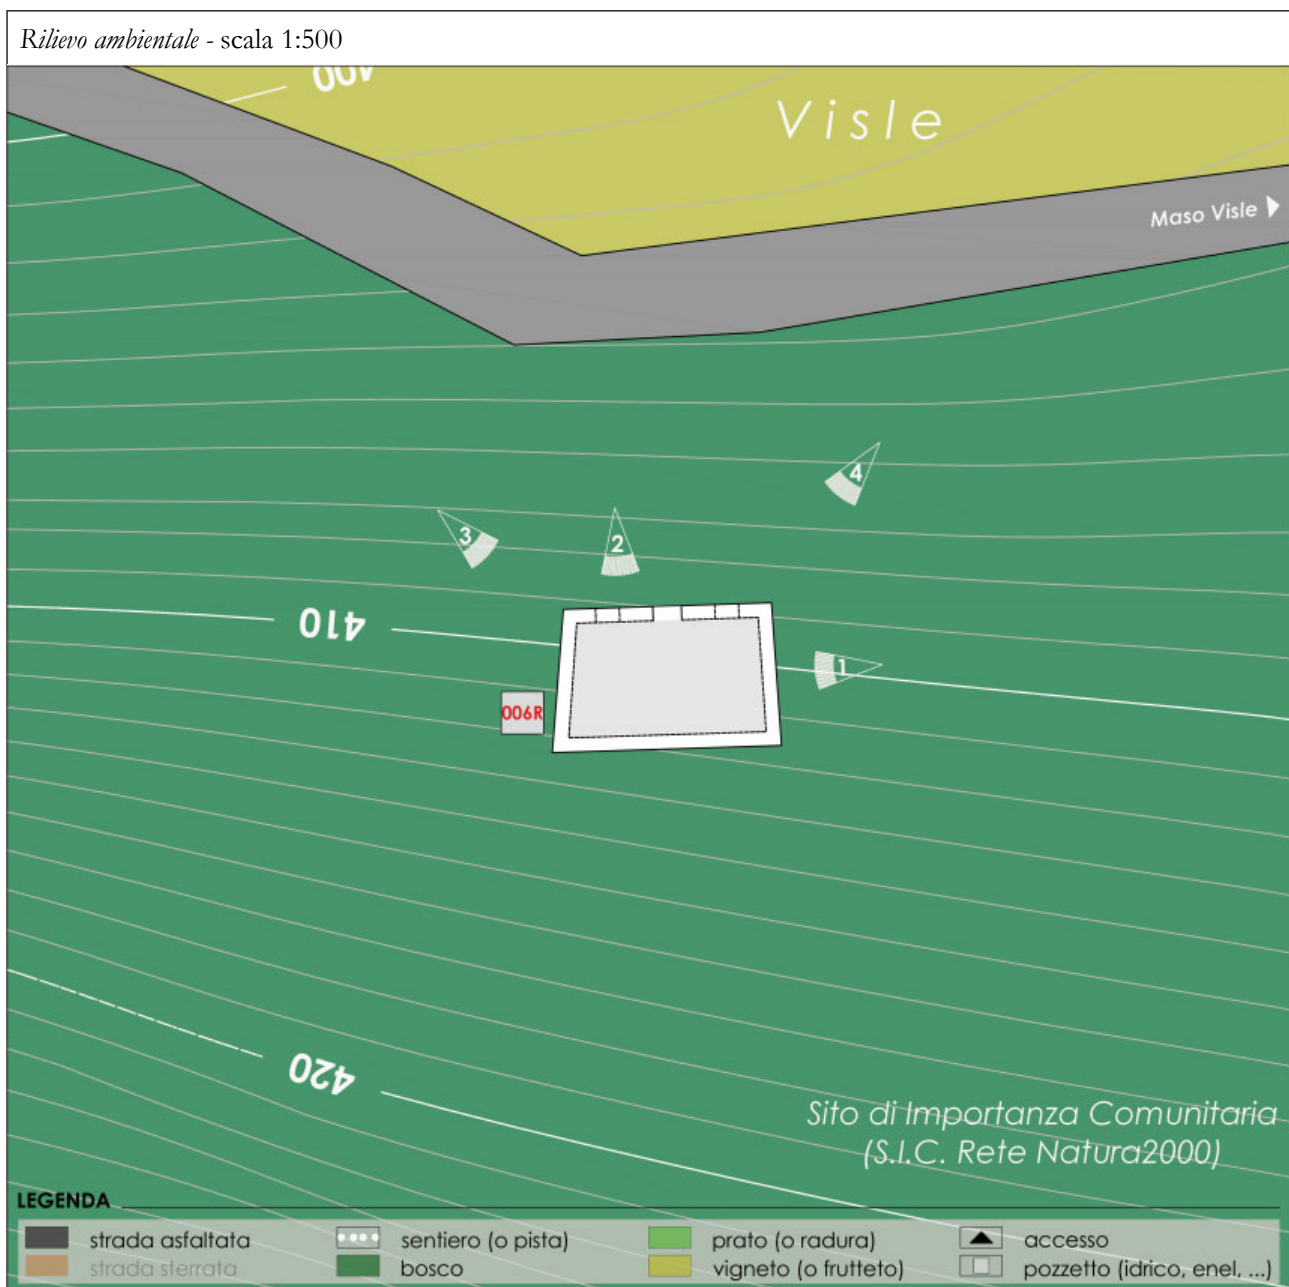 Rilievo ambientale - scala 1:500
400
Visle
Maso Visle
4
3
2
410
1
006R
420
Sito di Importanza Comunitaria
(S.I.C. Rete Natura2000)
LEGENDA
strada asfaltata
sentiero (o pista)
prato (o radura)
accesso
strada sterrata
bosco
vigneto (o frutteto)
pozzetto (idrico, enel, ...)